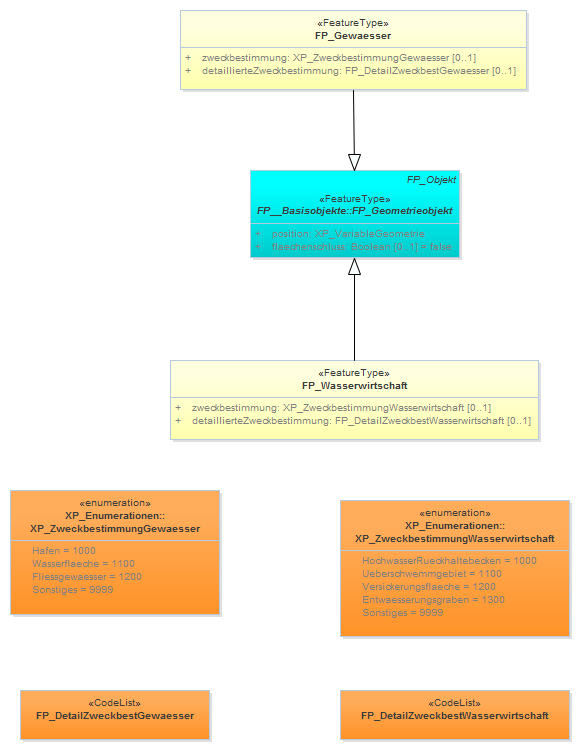 «FeatureType»
FP_Gewaesser
+ zweckbestimmung: XP_ZweckbestimmungGewaesser [0..1]
+ detaillierteZweckbestimmung: FP_DetailZweckbestGewaesser [0..1]
FP_Objekt
«FeatureType»
FP__Basisobjekte::FP_Geometrieobjekt
+ position: XP_VariableGeometrie
+ flaechenschluss: Boolean [0..1] = false
«FeatureType»
FP_Wasserwirtschaft
+ zweckbestimmung: XP_ZweckbestimmungWasserwirtschaft [0..1]
+ detaillierteZweckbestimmung: FP_DetailZweckbestWasserwirtschaft [0..1]
«enumeration»
XP_Enumerationen::
XP_ZweckbestimmungGewaesser
Hafen = 1000
Wasserflaeche = 1100
Fliessgewaesser = 1200
Sonstiges = 9999
«enumeration»
XP_Enumerationen::
XP_ZweckbestimmungWasserwirtschaft
HochwasserRueckhaltebecken = 1000
Ueberschwemmgebiet = 1100
Versickerungsflaeche = 1200
Entwaesserungsgraben = 1300
Sonstiges = 9999
«CodeList»
FP_DetailZweckbestGewaesser
«CodeList»
FP_DetailZweckbestWasserwirtschaft